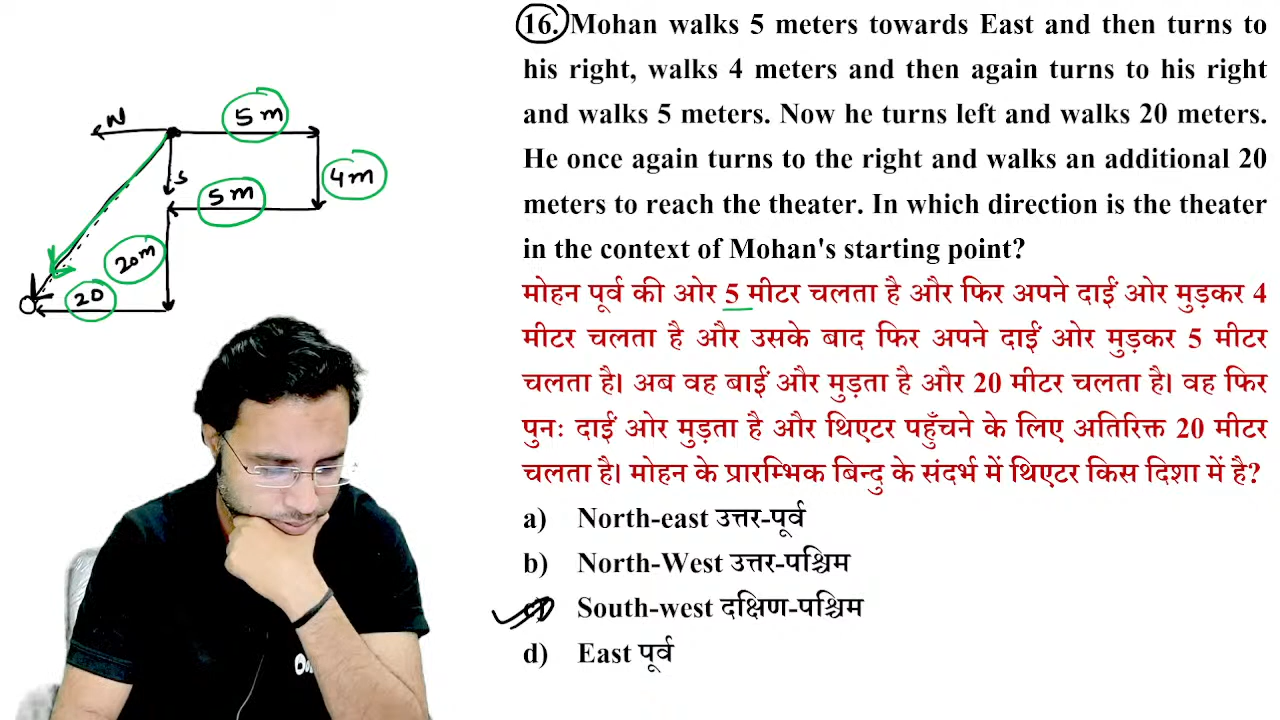 16. Mohan walks 5 meters towards East and then turns to
his right, walks 4 meters and then again turns to his right
and walks 5 meters. Now he turns left and walks 20 meters.
He once again turns to the right and walks an additional 20
meters to reach the theater. In which direction is the theater
in the context of Mohan's starting point?
मोहन पूर्व की ओर 5 मीटर चलता है और फिर अपने दाईं ओर मुड़कर 4
मीटर चलता है और उसके बाद फिर अपने दाईं ओर मुड़कर 5 मीटर
चलता है। अब वह बाईं और मुड़ता है और 20 मीटर चलता है। वह फिर
पुनः दाईं ओर मुड़ता है और थिएटर पहुँचने के लिए अतिरिक्त 20 मीटर
चलता है। मोहन के प्रारम्भिक बिन्दु के संदर्भ में थिएटर किस दिशा में है?
a) North-east उत्तर-पूर्व
b) North-West उत्तर-पश्चिम
c) South-west दक्षिण-पश्चिम
d) East पूर्व
5 m
4 m
S
5 m
20m
20